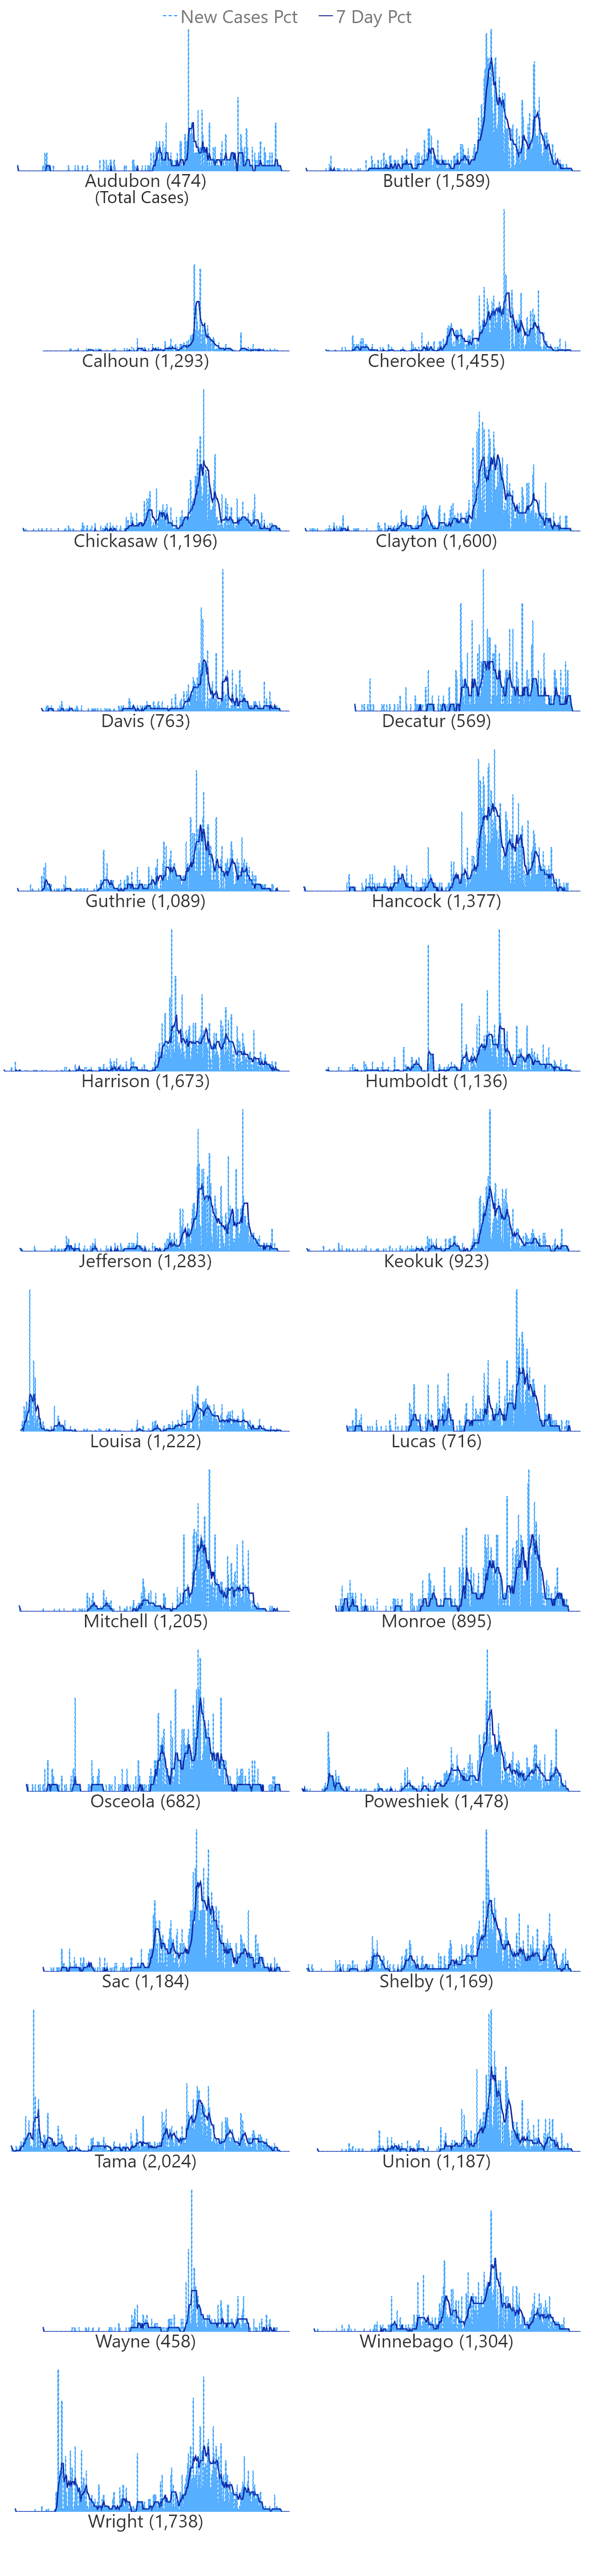 New Cases Pct 7 Day Pct
Audubon (474) Butler (1,589)
(Total Cases)
Calhoun (1,293) Cherokee (1,455)
Chickasaw (1,196) Clayton (1,600)
Davis (763) Decatur (569)
Guthrie (1,089) Hancock (1,377)
Harrison (1,673) Humboldt (1,136)
Jefferson (1,283) Keokuk (923)
Louisa (1,222) Lucas (716)
Mitchell (1,205) Monroe (895)
Osceola (682) Poweshiek (1,478)
Sac (1,184) Shelby (1,169)
Tama (2,024) Union (1,187)
Wayne (458) Winnebago (1,304)
Wright (1,738)